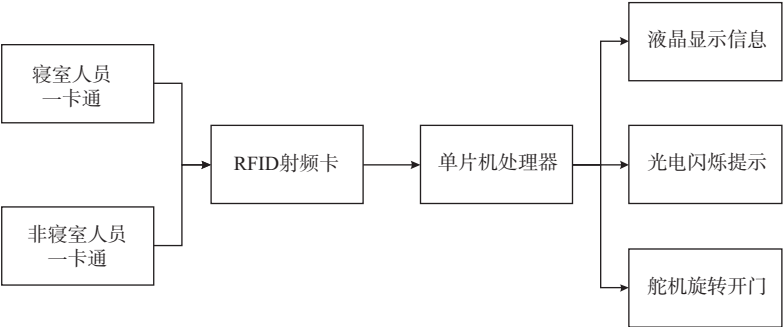 寝室人员
一卡通
非寝室人员
一卡通
RFID射频卡
单片机处理器
液晶显示信息
光电闪烁提示
舵机旋转开门